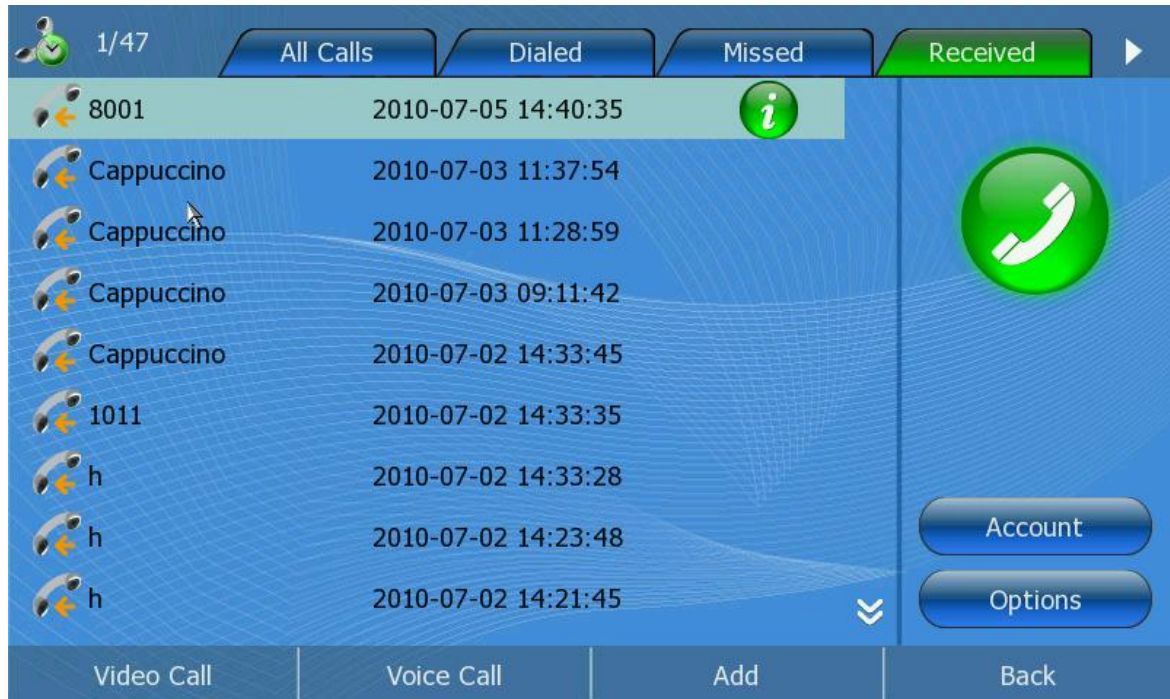 1/47 All Calls Dialed Missed Received
8001 2010-07-05 14:40:35 i
Cappuccino 2010-07-03 11:37:54
Cappuccino 2010-07-03 11:28:59
Cappuccino 2010-07-03 09:11:42
Cappuccino 2010-07-02 14:33:45
1011 2010-07-02 14:33:35
h 2010-07-02 14:33:28
h 2010-07-02 14:23:48
h 2010-07-02 14:21:45
Account
Options
Video Call Voice Call Add Back